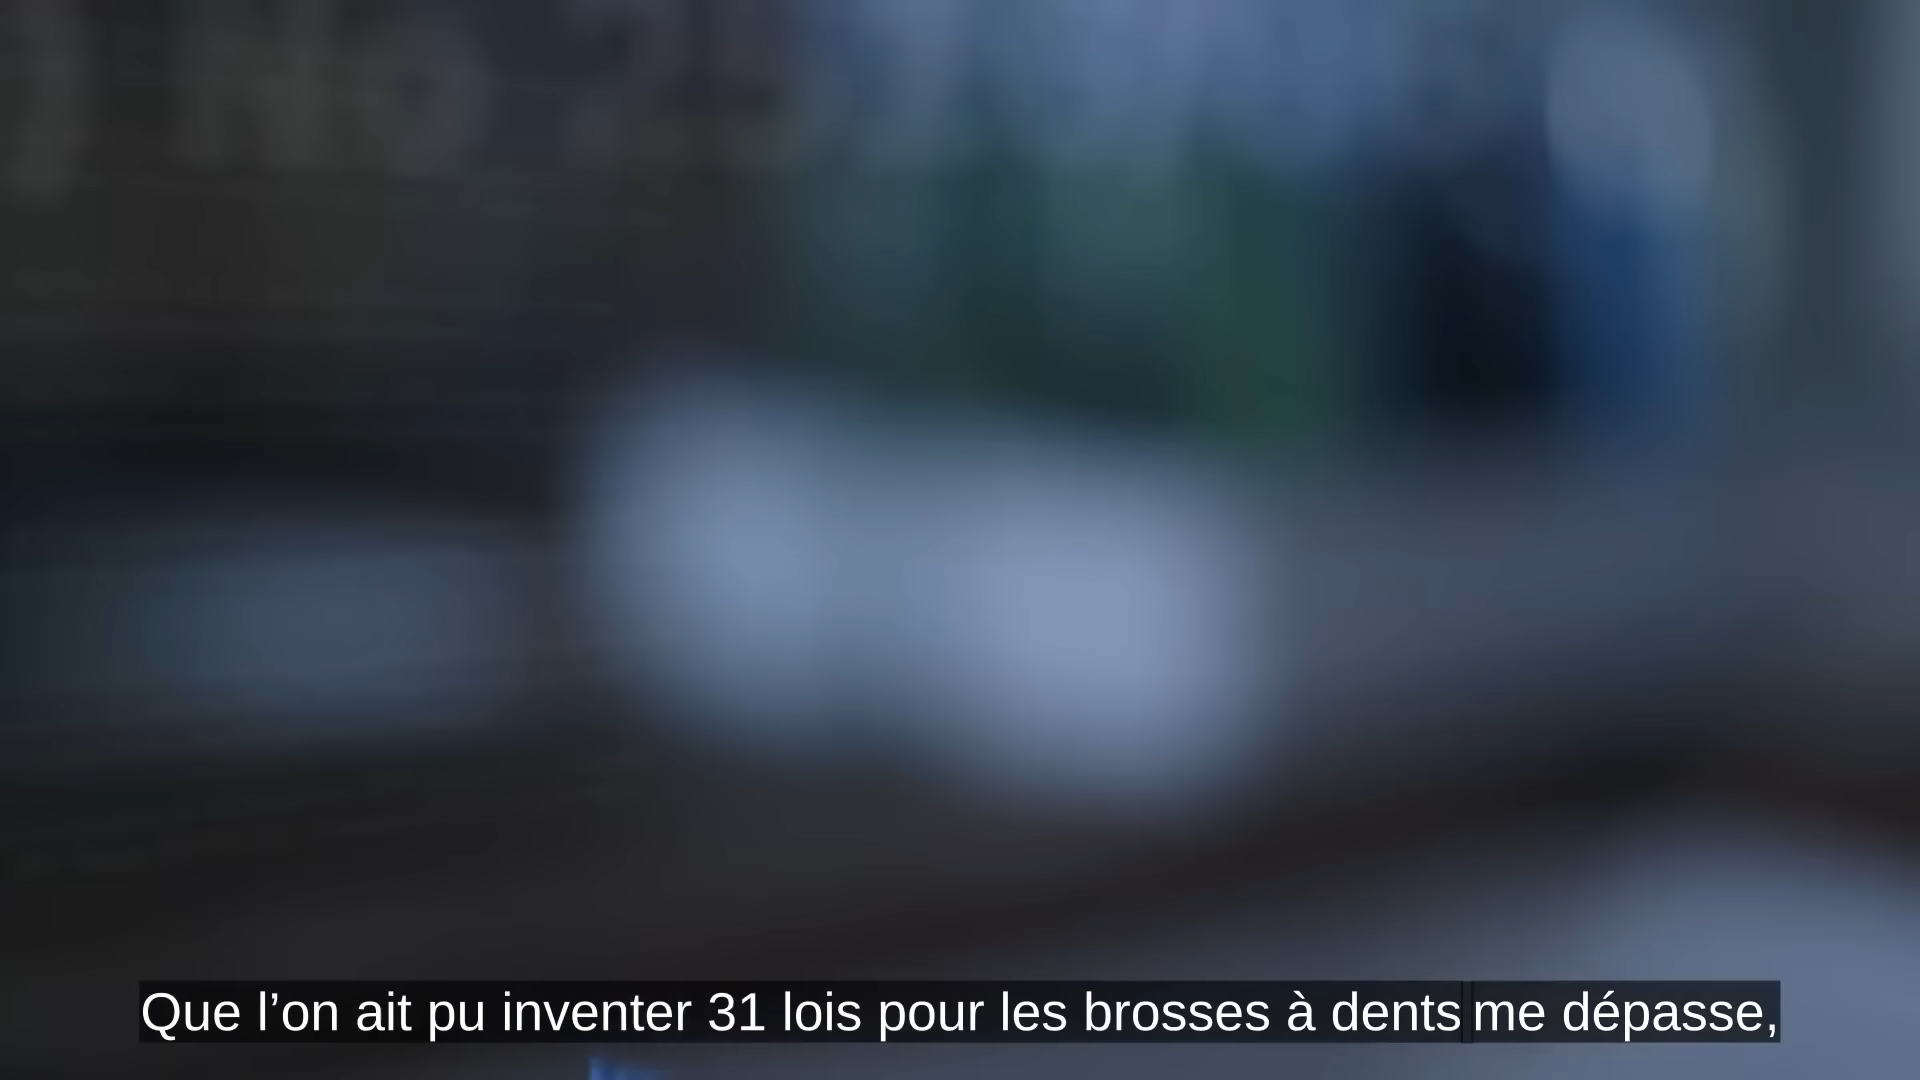 Que l’on ait pu inventer 31 lois pour les brosses à dents me dépasse,